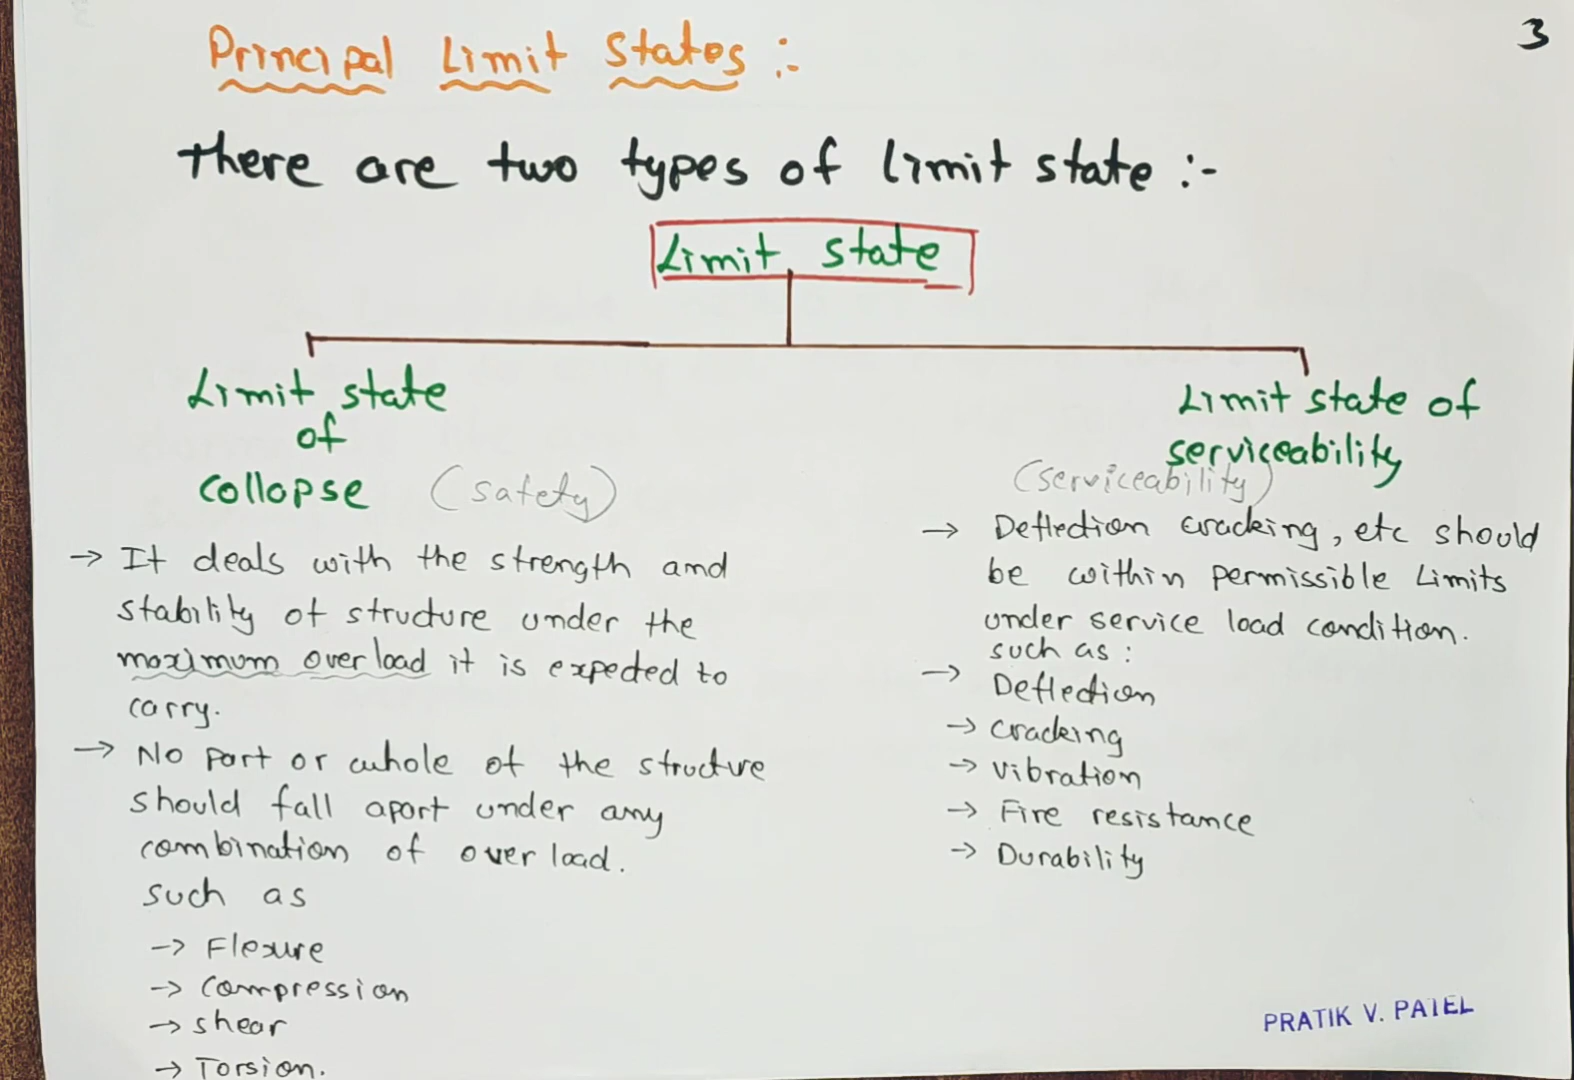 3
Principal Limit States :-
There are two types of limit state :-
Limit state
Limit state
of
collapse (safety)
→ It deals with the strength and
stability of structure under the
maximum over load it is expected to
carry.
→ No part or whole of the structure
should fall apart under any
combination of over load.
such as
→ Flexure
→ Compression
→ shear
→ Torsion.
Limit state of
serviceability
(serviceability)
→ Deflection cracking, etc should
be within permissible Limits
under service load condition.
such as :
→ Deflection
→ cracking
→ vibration
→ Fire resistance
→ Durability
PRATIK V. PATEL